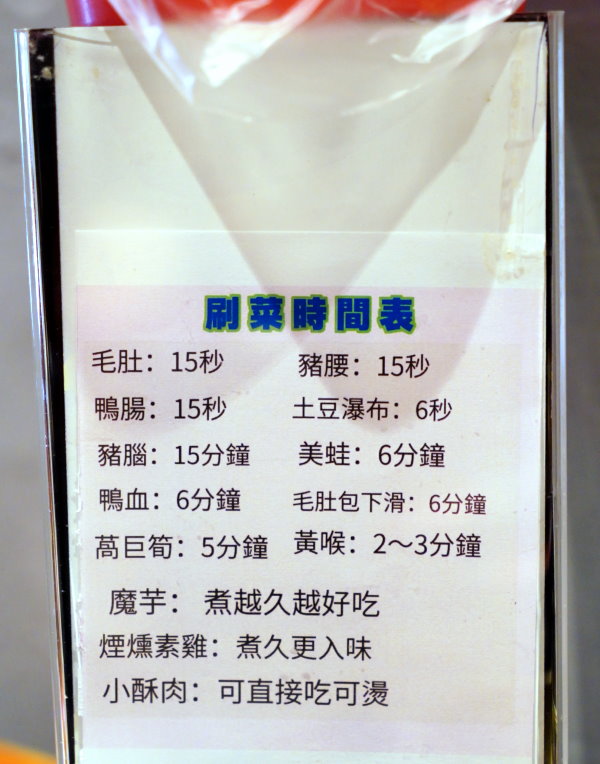 刷菜時間表
毛肚：15秒 豬腰：15秒
鴨腸：15秒 土豆瀑布：6秒
豬腦：15分鐘 美蛙：6分鐘
鴨血：6分鐘 毛肚包下滑：6分鐘
萵巨筍：5分鐘 黃喉：2～3分鐘
魔芋： 煮越久越好吃
煙燻素雞：煮久更入味
小酥肉：可直接吃可燙